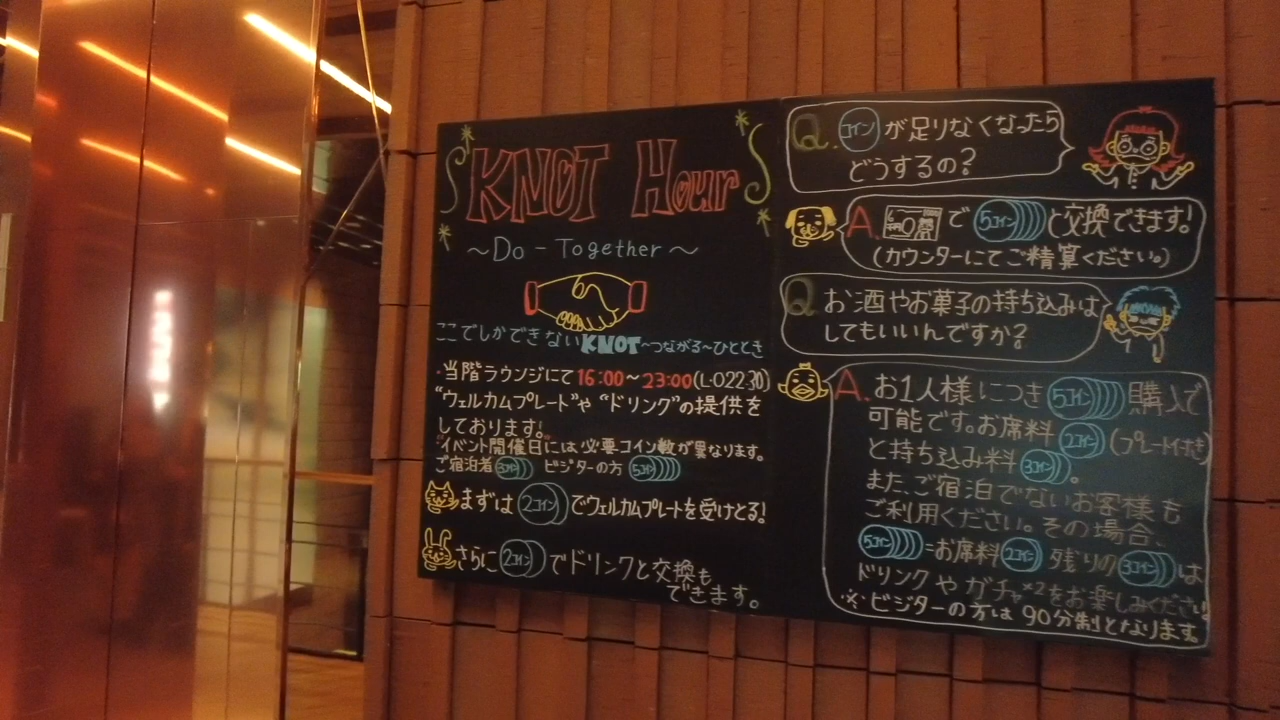 KNOT Hour
～Do - Together～
ここでしかできないKNOT～つながる～ひととき
・当階ラウンジにて16:00～23:00(L・O22:30)
"ウェルカムプレート"や"ドリンク"の提供を
しております!
"イベント開催日"には必要コイン数が異なります。
ご宿泊者 3コイン ビジターの方 5コイン
まずは 2コイン でウェルカムプレートを受けとる!
さらに 2コイン でドリンクと交換も
できます。
Q. コイン が足りなくなったら
どうするの?
A. で 5コイン と交換できます!
(カウンターにてご精算ください。)
Q お酒やお菓子の持ち込みは
してもいいんですか?
A. お1人様につき 5コイン 購入で
可能です。お席料 2コイン (プレート付き)
と持ち込み料 3コイン。
また、ご宿泊でないお客様も
ご利用ください。その場合、
5コイン=お席料 2コイン 残りの 3コイン は
ドリンクやガチャ×2をお楽しみください
※ビジターの方は90分制となります。